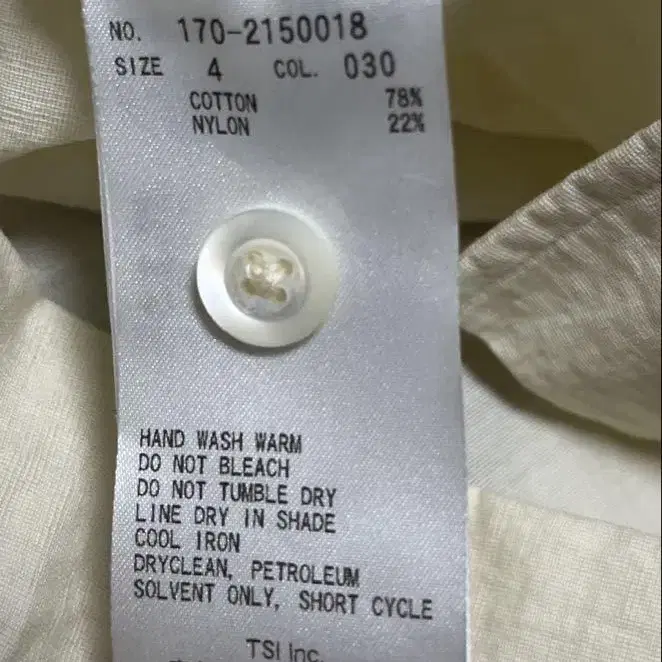 NO. 170-2150018
SIZE 4 COL. 030
COTTON 78%
NYLON 22%
HAND WASH WARM
DO NOT BLEACH
DO NOT TUMBLE DRY
LINE DRY IN SHADE
COOL IRON
DRYCLEAN, PETROLEUM
SOLVENT ONLY, SHORT CYCLE
TSI Inc.